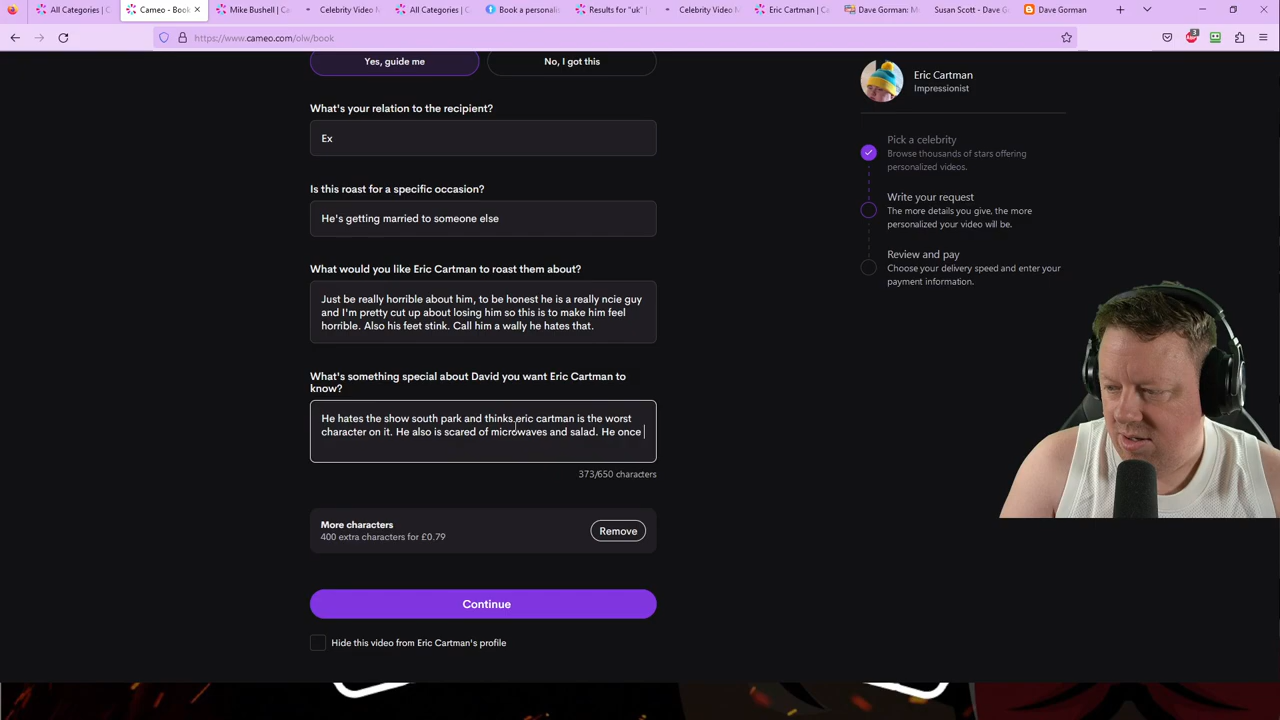 All Categories | C
Cameo - Book
Mike Bushell | Ca
Celebrity Video M
All Categories | C
Book a personali
Results for "uk" |
Celebrity Video M
Eric Cartman | Ca
Dave Gorman: M
Susan Scott - Dave G
Dave Gorman
https://www.cameo.com/olw/book
3
Yes, guide me
No, I got this
What's your relation to the recipient?
Ex
Is this roast for a specific occasion?
He's getting married to someone else
What would you like Eric Cartman to roast them about?
Just be really horrible about him, to be honest he is a really ncie guy
and I'm pretty cut up about losing him so this is to make him feel
horrible. Also his feet stink. Call him a wally he hates that.
What's something special about David you want Eric Cartman to
know?
He hates the show south park and thinks eric cartman is the worst
character on it. He also is scared of microwaves and salad. He once
373/650 characters
More characters
400 extra characters for £0.79
Remove
Continue
Hide this video from Eric Cartman's profile
Eric Cartman
Impressionist
Pick a celebrity
Browse thousands of stars offering
personalized videos.
Write your request
The more details you give, the more
personalized your video will be.
Review and pay
Choose your delivery speed and enter your
payment information.